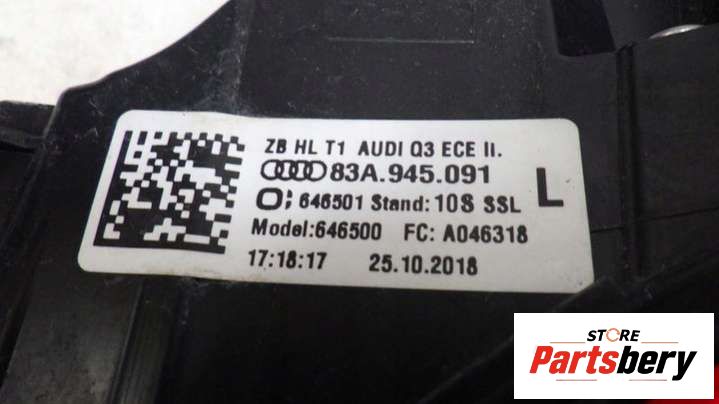 ZB HL T1 AUDI Q3 ECE II.
83A.945.091
L
646501 Stand: 10S SSL
Model:646500 FC: A046318
17:18:17 25.10.2018
STORE
Partsbery